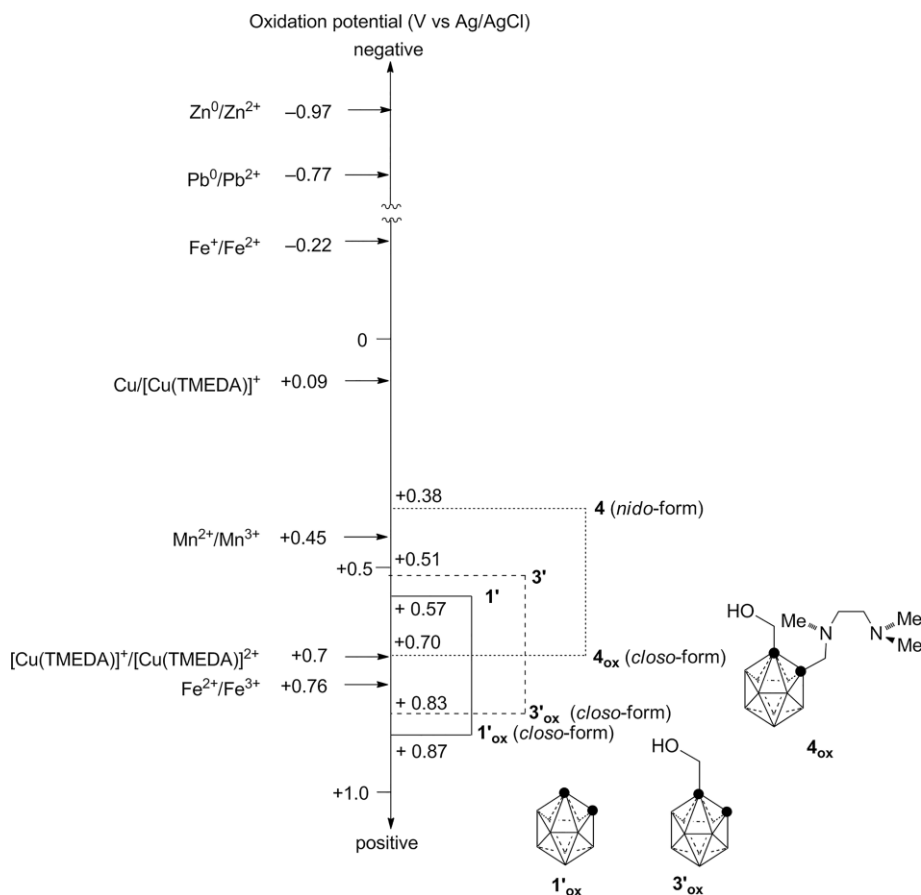 Oxidation potential (V vs Ag/AgCl)
negative
Zn⁰/Zn²⁺ –0.97
Pb⁰/Pb²⁺ –0.77
Fe⁺/Fe²⁺ –0.22
0
Cu/[Cu(TMEDA)]⁺ +0.09
+0.38
4 (nido-form)
Mn²⁺/Mn³⁺ +0.45
+0.51
+0.5
3'
1'
+ 0.57
+0.70
[Cu(TMEDA)]⁺/[Cu(TMEDA)]²⁺ +0.7
4ox (closo-form)
Fe²⁺/Fe³⁺ +0.76
+ 0.83
3'ox (closo-form)
1'ox (closo-form)
+ 0.87
+1.0
positive
HO
Me
N
N
Me
Me
4ox
HO
1'ox
3'ox